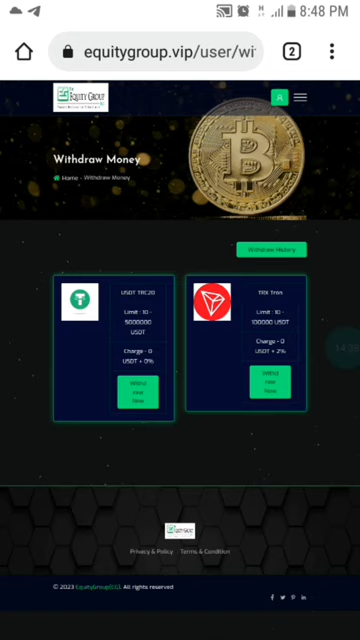 8:48 PM
equitygroup.vip/user/wi
2
EQUITY GROUP
Withdraw Money
Home - Withdraw Money
Withdraw History
USDT TRC20
Limit : 10 -
5000000
USDT
Charge - 0
USDT + 0%
Withd
raw
Now
TRX Tron
Limit : 10 -
100000 USDT
Charge - 0
USDT + 2%
Withd
raw
Now
Privacy & Policy
Terms & Condition
© 2023 EquityGroup(EG). All rights reserved